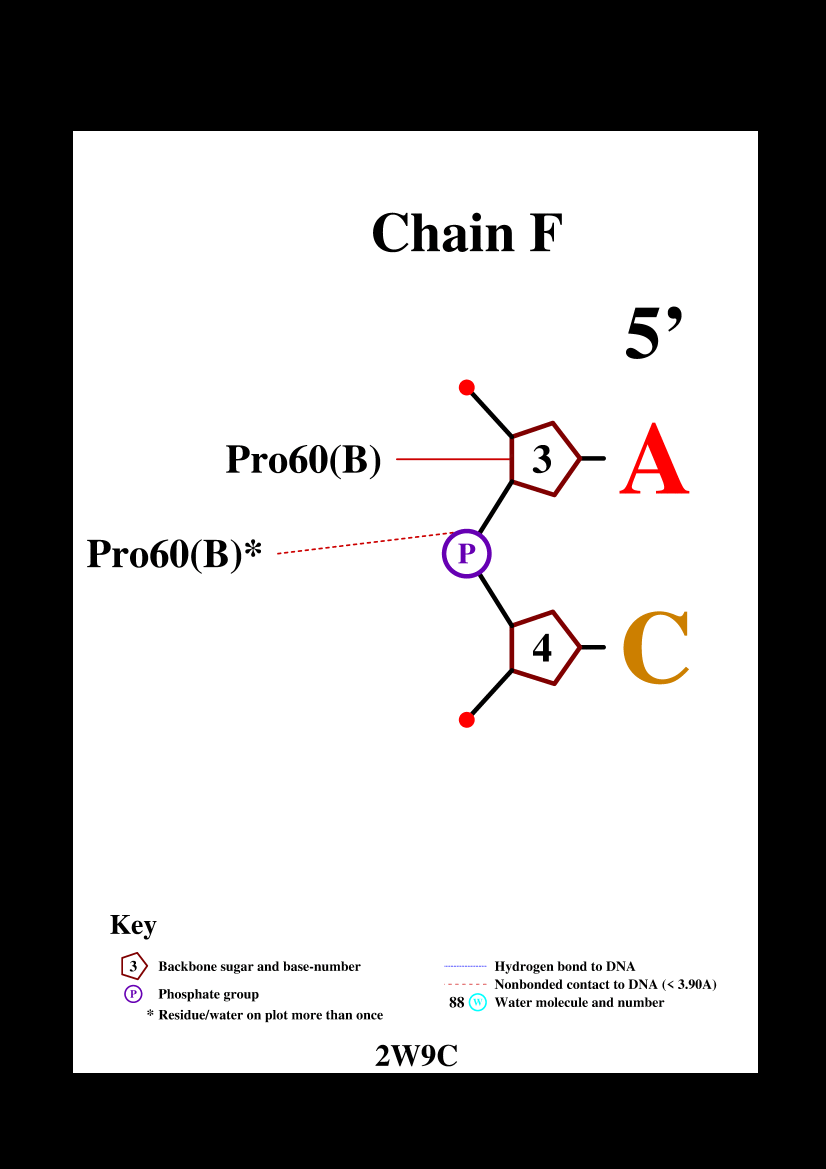 Chain F
5’
Pro60(B)
3
A
Pro60(B)*
P
4
C
Key
3 Backbone sugar and base-number
P Phosphate group
* Residue/water on plot more than once
Hydrogen bond to DNA
Nonbonded contact to DNA (< 3.90A)
88 W Water molecule and number
2W9C